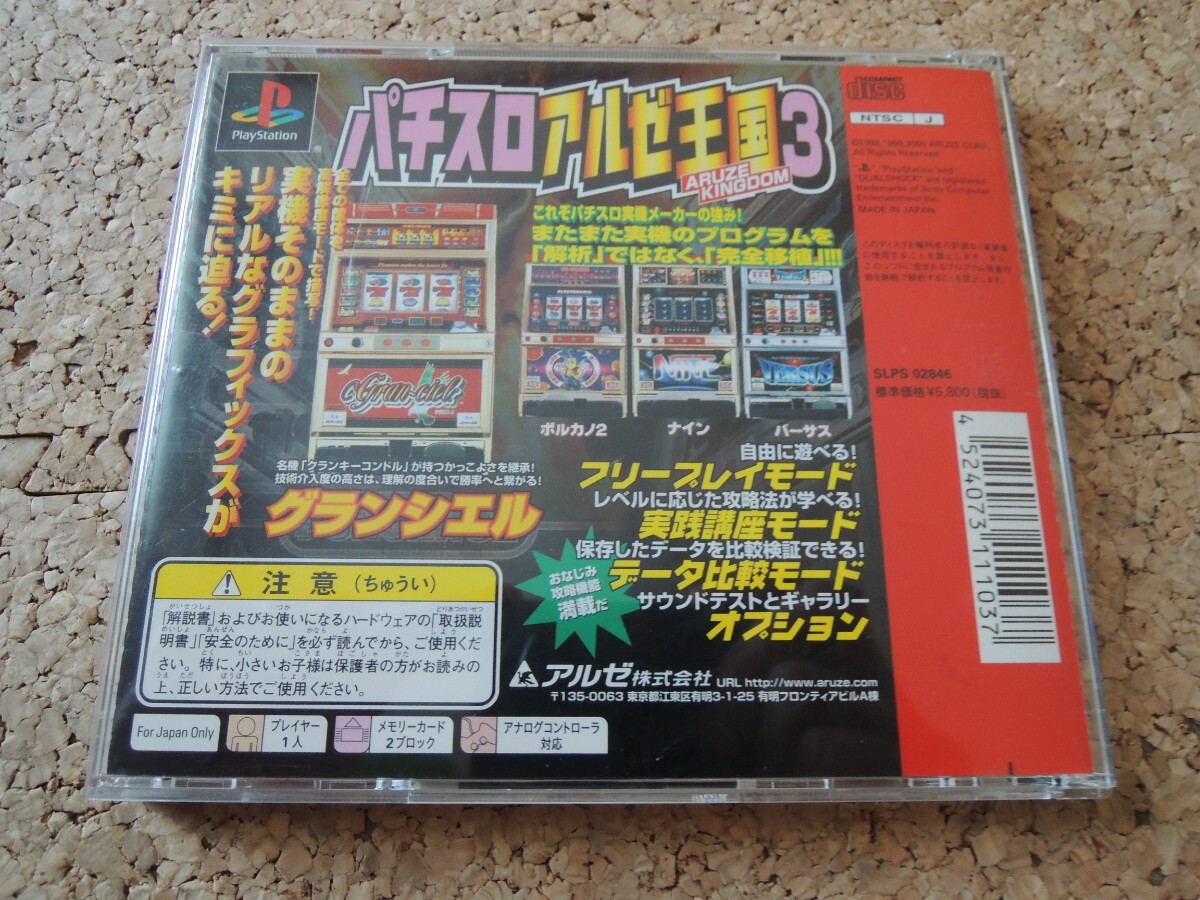 PlayStation
パチスロ アルゼ王国3
ARUZE KINGDOM
COMPACT disc
NTSC J
All Rights Reserved
"PlayStation" and
"DUALSHOCK" are registered
trademarks of Sony Computer
Entertainment Inc.
MADE IN JAPAN
SLPS 02846
標準価格¥5,800(税抜)
4 524073 111037
実機そのままの
リアルなグラフィックスが
キミに迫る!!
これぞパチスロ実機メーカーの強み!
またまた実機のプログラムを
「解析」ではなく、「完全移植」!!!
Gran-ciel
NINE
VERSUS
ボルカノ2
ナイン
バーサス
名機「クランキーコンドル」が持つかっこよさを継承!
技術介入度の高さは、理解の度合いで勝率へと繋がる!
グランシエル
自由に遊べる!
フリープレイモード
レベルに応じた攻略法が学べる!
実践講座モード
保存したデータを比較検証できる!
データ比較モード
サウンドテストとギャラリー
オプション
おなじみ
攻略機能
満載だ
注意(ちゅうい)
「解説書」およびお使いになるハードウェアの「取扱説
明書」「安全のために」を必ず読んでから、ご使用くだ
さい。特に、小さいお子様は保護者の方がお読みの
上、正しい方法でご使用ください。
アルゼ株式会社 URL http://www.aruze.com
〒135-0063 東京都江東区有明3-1-25 有明フロンティアビルA棟
For Japan Only
プレイヤー
1人
メモリーカード
2ブロック
アナログコントローラ
対応